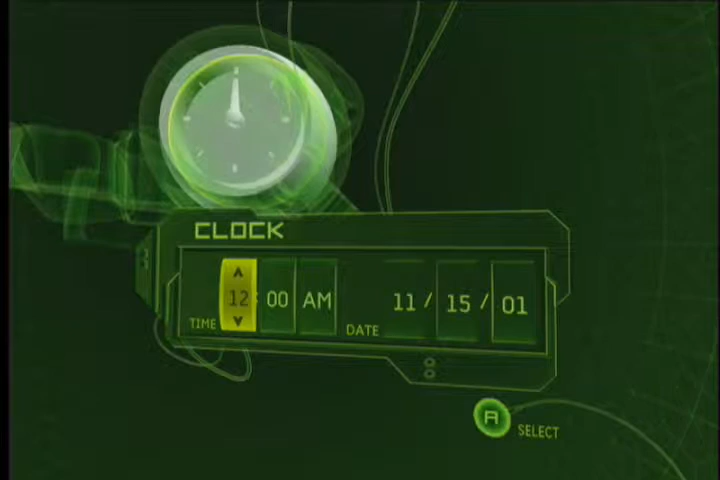 CLOCK
12 : 00 AM 11 / 15 / 01
TIME DATE
A SELECT